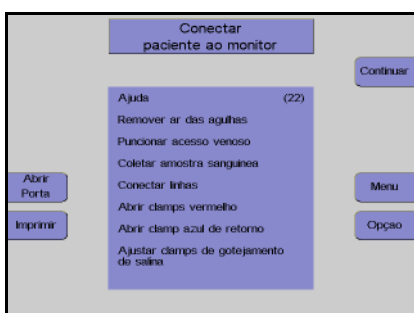 Conectar
paciente ao monitor
Continuar
Ajuda (22)
Remover ar das agulhas
Puncionar acesso venoso
Coletar amostra sanguinea
Conectar linhas
Abrir clamps vermelho
Abrir clamp azul de retorno
Ajustar clamps de gotejamento
de salina
Abrir
Porta
Imprimir
Menu
Opçao